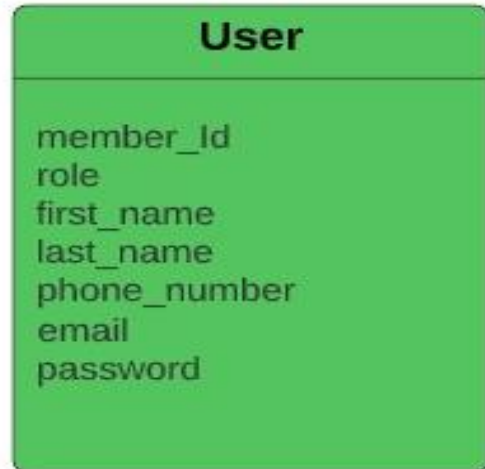 User
member_Id
role
first_name
last_name
phone_number
email
password